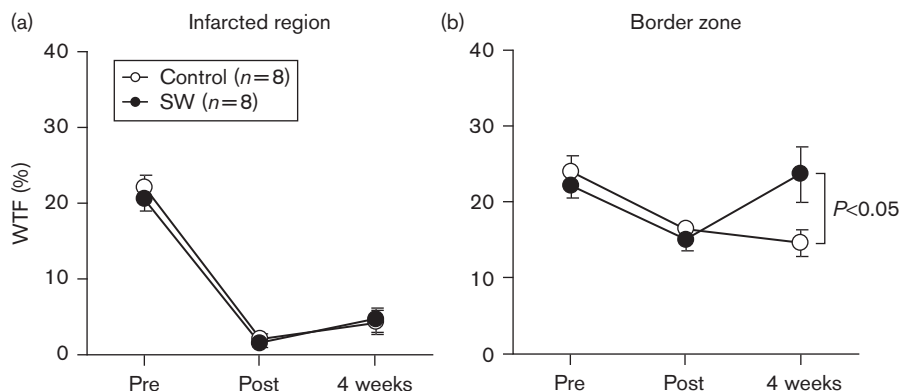 (a) Infarcted region
40
30
20
10
0
WTF (%)
Control (n=8)
SW (n=8)
Pre Post 4 weeks
(b) Border zone
40
30
20
10
0
P<0.05
Pre Post 4 weeks